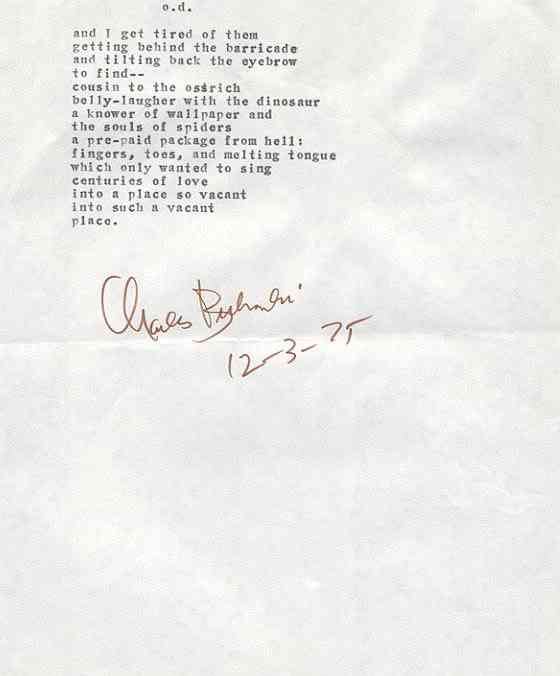 o.d.
and I get tired of them
getting behind the barricade
and tilting back the eyebrow
to find--
cousin to the ostrich
belly-laugher with the dinosaur
a knower of wallpaper and
the souls of spiders
a pre-paid package from hell:
fingers, toes, and melting tongue
which only wanted to sing
centuries of love
into a place so vacant
into such a vacant
place.
Charles Bukowski
12-3-75